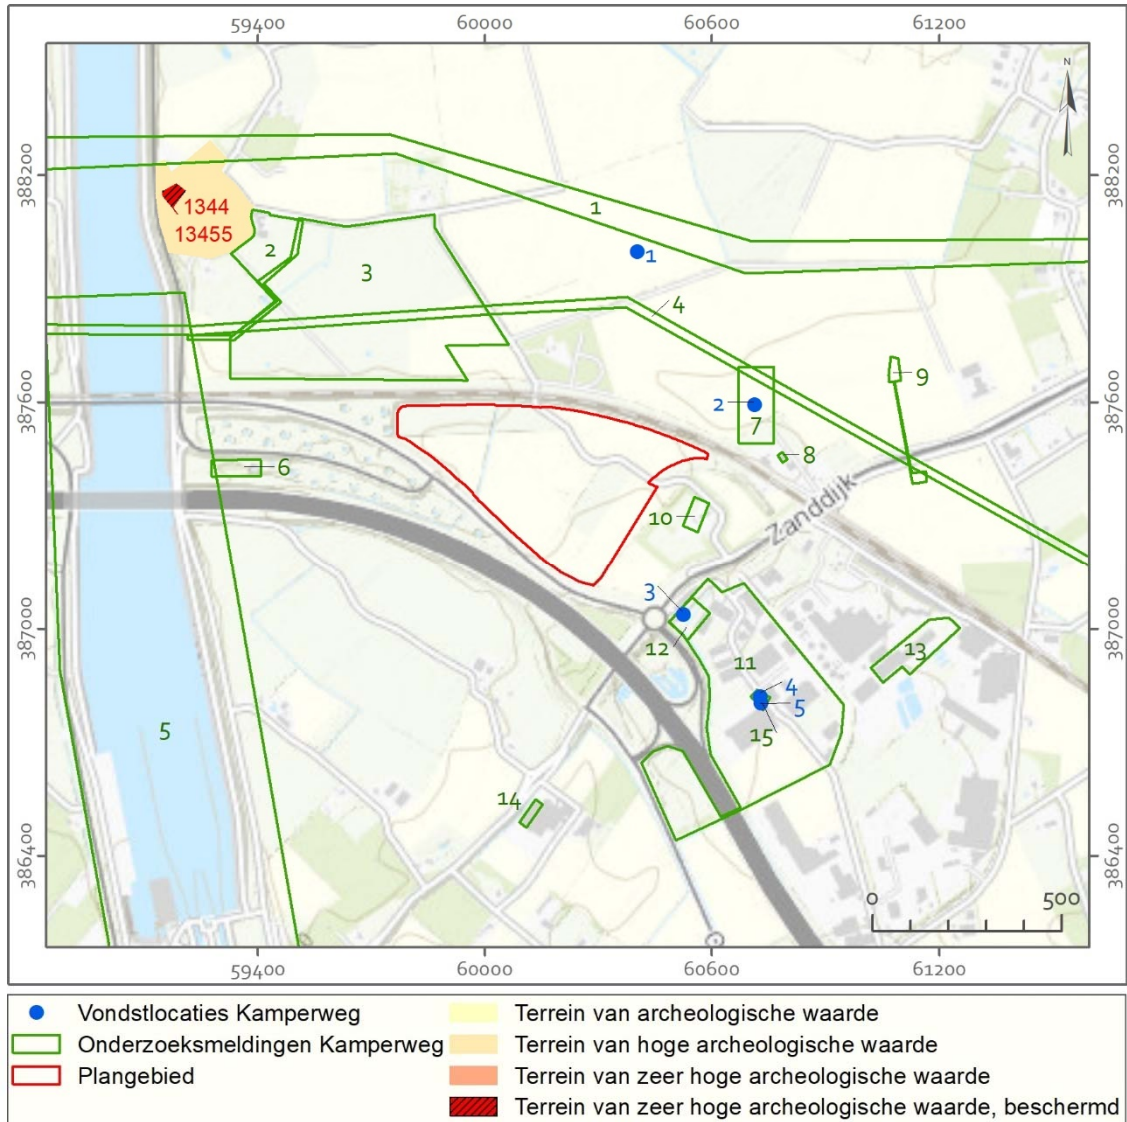 59400 60000 60600 61200
N
388200 388200
1344
13455
1
2
3
1
4
387600 387600
9
2
7
8
6
10
Zanddijk
3
387000 387000
12
11
13
4
5
5
15
14
386400 386400
0 500
59400 60000 60600 61200
Vondstlocaties Kamperweg
Onderzoeksmeldingen Kamperweg
Plangebied
Terrein van archeologische waarde
Terrein van hoge archeologische waarde
Terrein van zeer hoge archeologische waarde
Terrein van zeer hoge archeologische waarde, beschermd